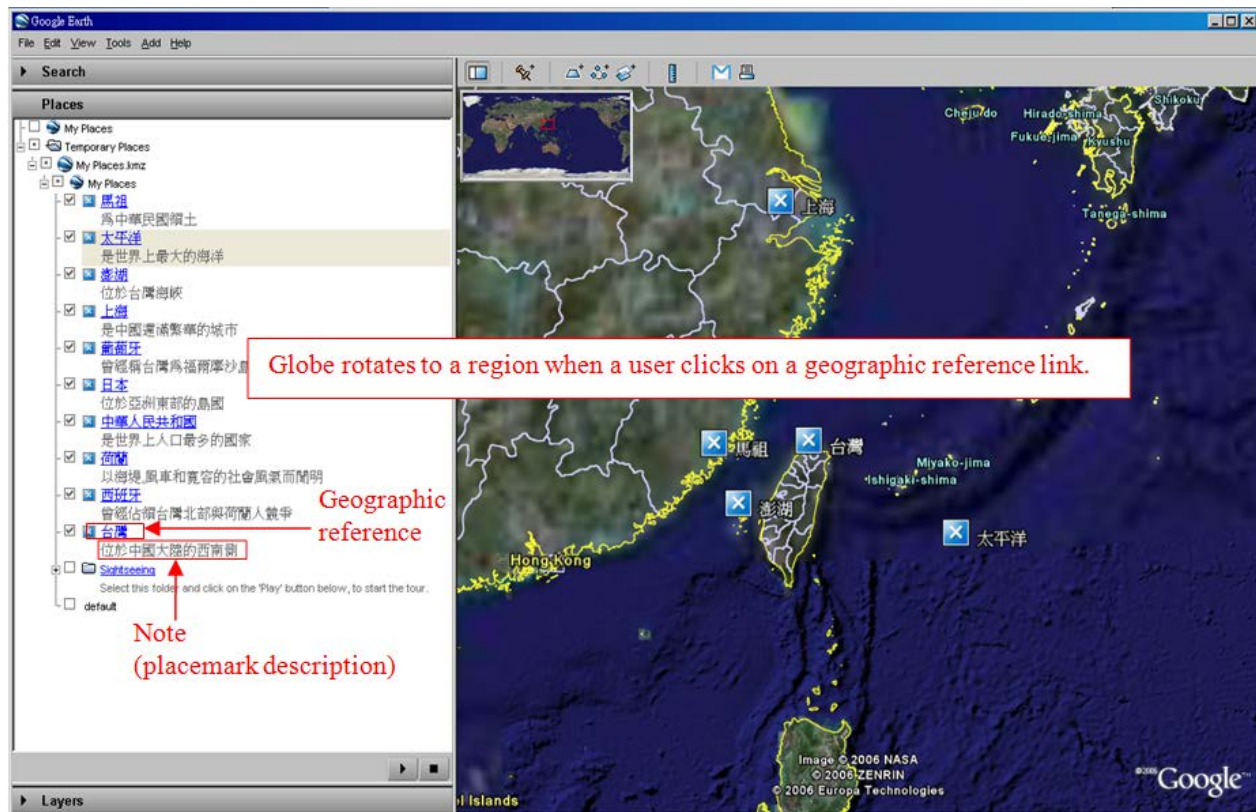 Google Earth
File Edit View Tools Add Help
Search
Places
My Places
Temporary Places
My Places.kmz
My Places
馬祖
為中華民國領土
太平洋
是世界上最大的海洋
澎湖
位於台灣海峽
上海
是中國還滿繁華的城市
葡萄牙
曾經稱台灣為福爾摩沙島
日本
位於亞洲東部的島國
中華人民共和國
是世界上人口最多的國家
荷蘭
以海堤,風車和寬容的社會風氣而聞明
西班牙
曾經佔領台灣北部與荷蘭人競爭
台灣
位於中國大陸的西南側
Sightseeing
Select this folder and click on the 'Play' button below, to start the tour.
default
Geographic
reference
Note
(placemark description)
Layers
Globe rotates to a region when a user clicks on a geographic reference link.
Cheju do
Hirado-shima
Shikoku
Fukue-jima
Kyushu
Tanega-shima
上海
馬祖
台灣
Miyako-jima
Ishigaki-shima
澎湖
太平洋
Hong Kong
Image © 2006 NASA
© 2006 ZENRIN
© 2006 Europa Technologies
©2005 Google
el Islands